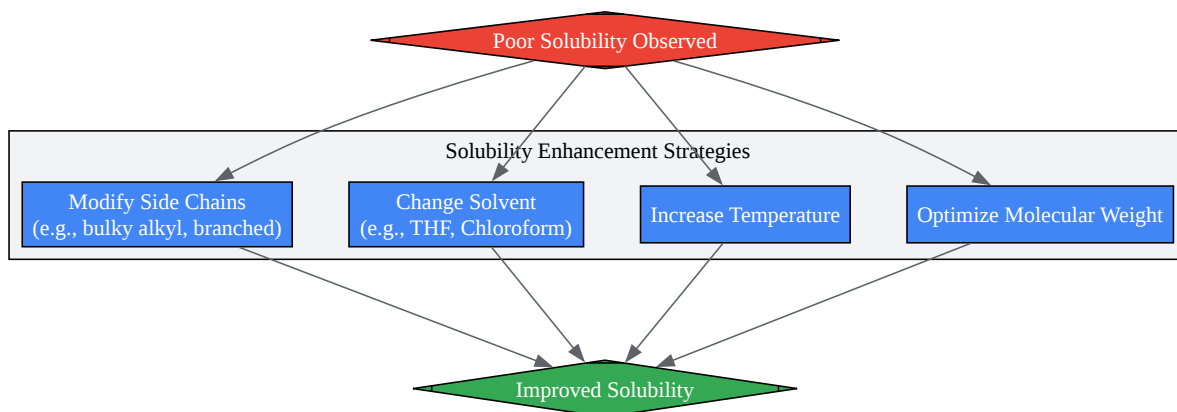 Poor Solubility Observed
Solubility Enhancement Strategies
Modify Side Chains
(e.g., bulky alkyl, branched)
Change Solvent
(e.g., THF, Chloroform)
Increase Temperature
Optimize Molecular Weight
Improved Solubility